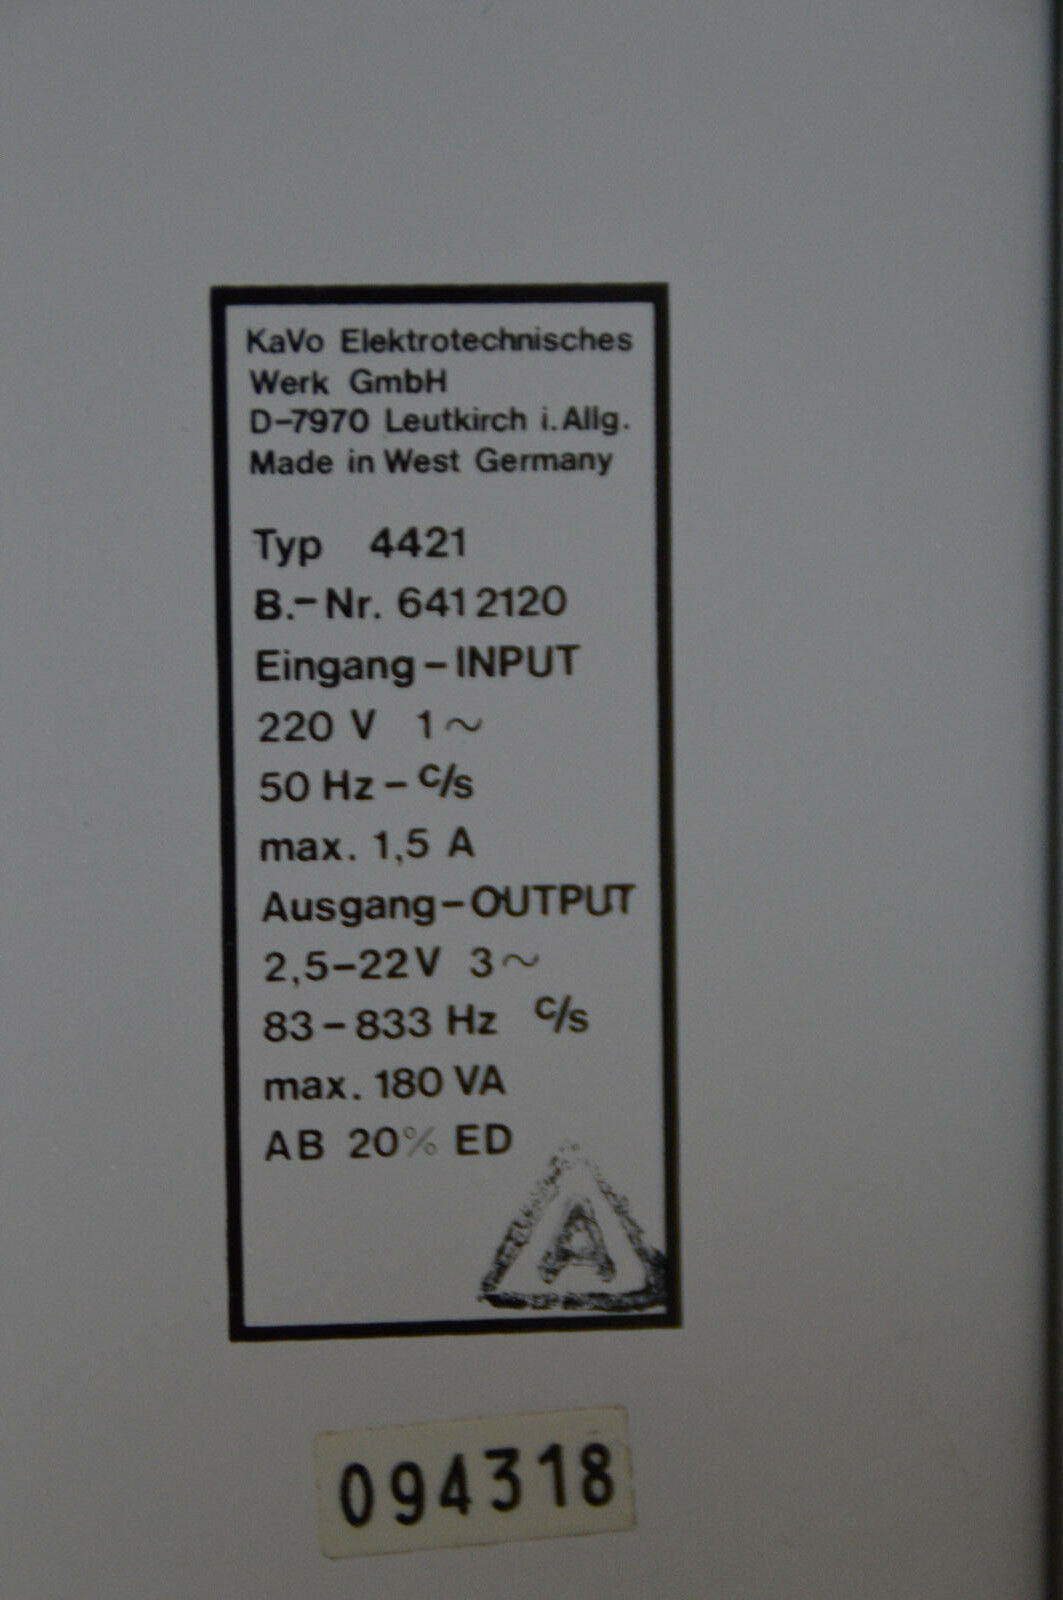 KaVo Elektrotechnisches
Werk GmbH
D-7970 Leutkirch i. Allg.
Made in West Germany
Typ 4421
B.-Nr. 6412120
Eingang-INPUT
220 V 1~
50 Hz - c/s
max. 1,5 A
Ausgang-OUTPUT
2,5-22V 3~
83-833 Hz c/s
max. 180 VA
AB 20% ED
A
094318